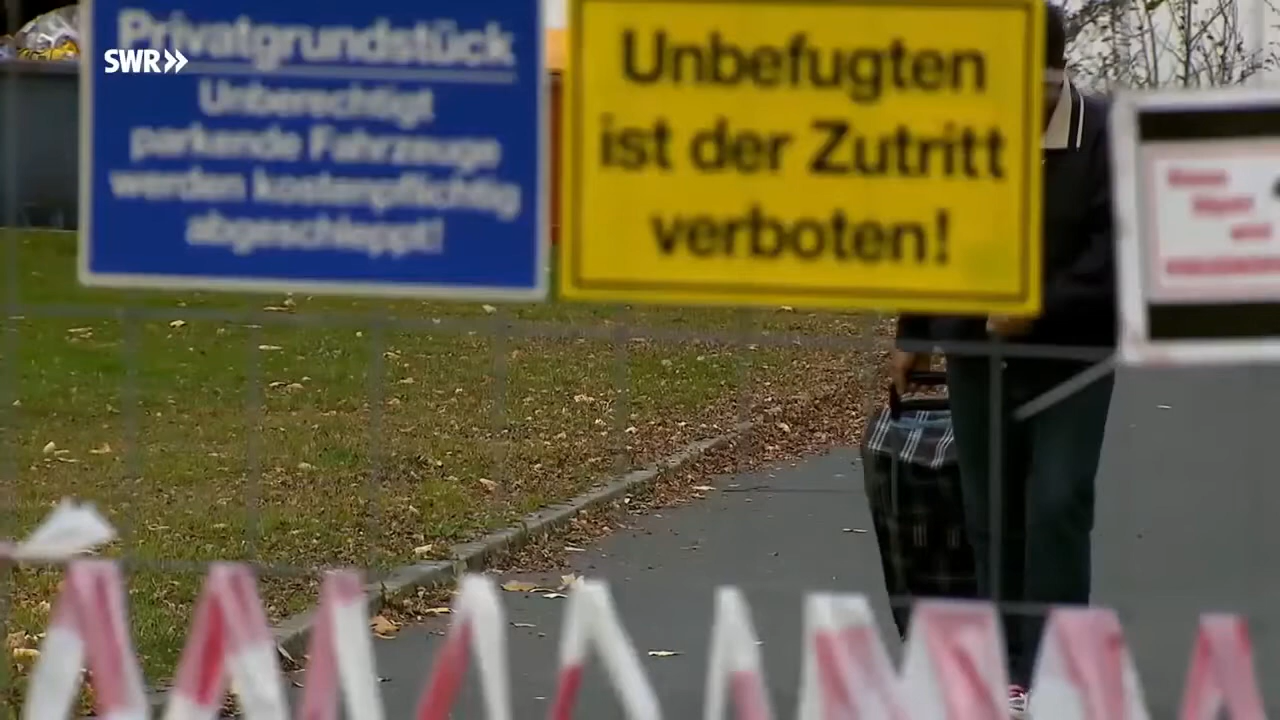 SWR
Privatgrundstück
Unberechtigt
parkende Fahrzeuge
werden kostenpflichtig
abgeschleppt!
Unbefugten
ist der Zutritt
verboten!